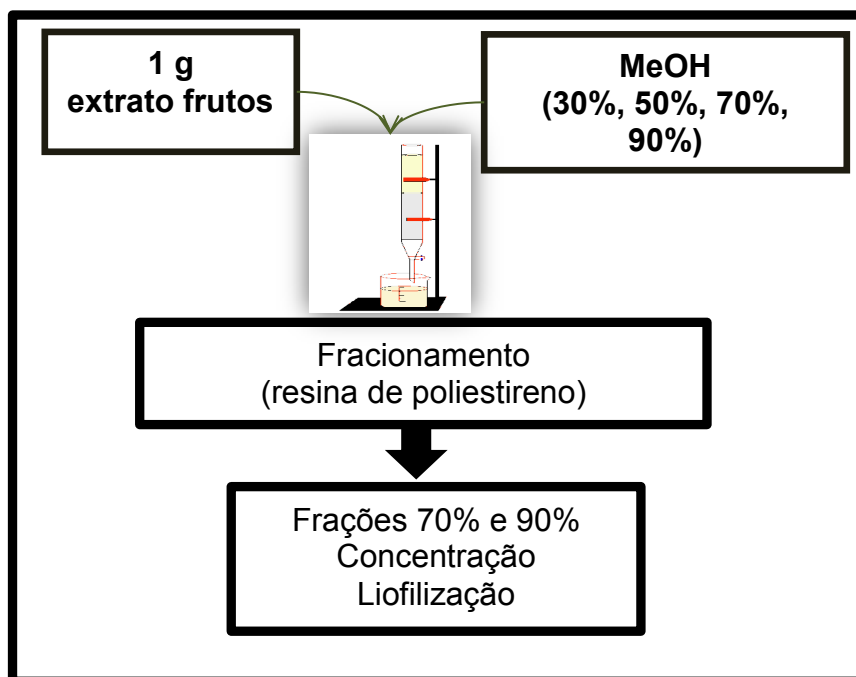 1 g
extrato frutos
MeOH
(30%, 50%, 70%,
90%)
Fracionamento
(resina de poliestireno)
Frações 70% e 90%
Concentração
Liofilização